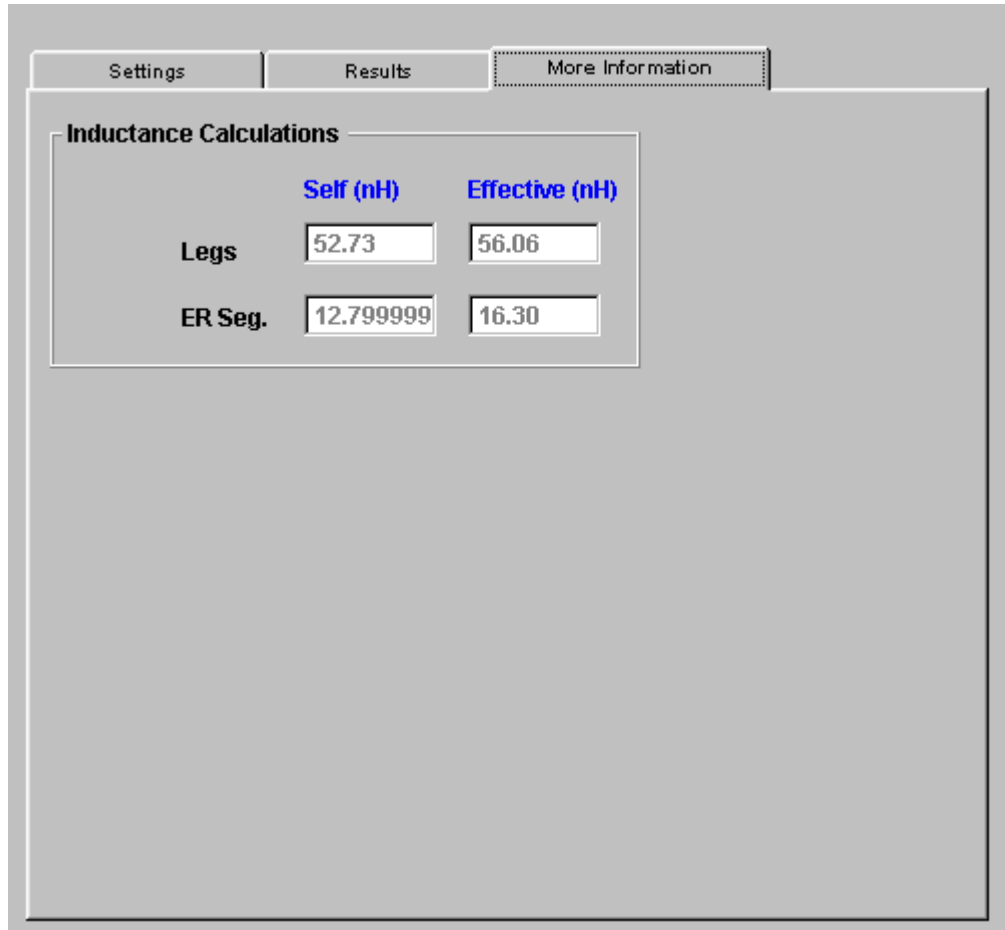 Settings Results More Information
Inductance Calculations
Self (nH) Effective (nH)
Legs 52.73 56.06
ER Seg. 12.799999 16.30